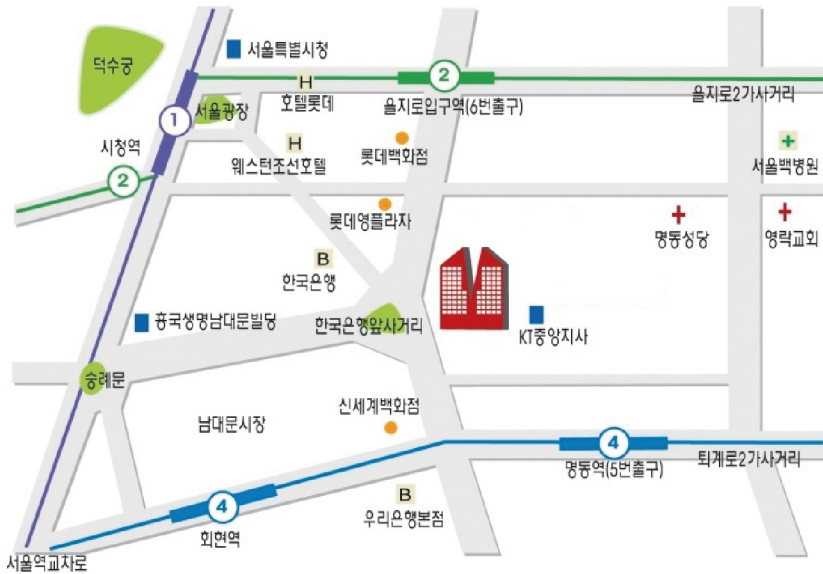 덕수궁
서울특별시청
2
H
호텔롯데
서울광장
을지로입구역(6번출구)
을지로2가사거리
1
시청역
2
H
웨스턴조선호텔
롯데백화점
서울백병원
롯데영플라자
명동성당
영락교회
B
한국은행
흥국생명남대문빌딩
한국은행앞사거리
KT중앙지사
숭례문
남대문시장
신세계백화점
4
명동역(5번출구)
퇴계로2가사거리
4
회현역
B
우리은행본점
서울역교차로